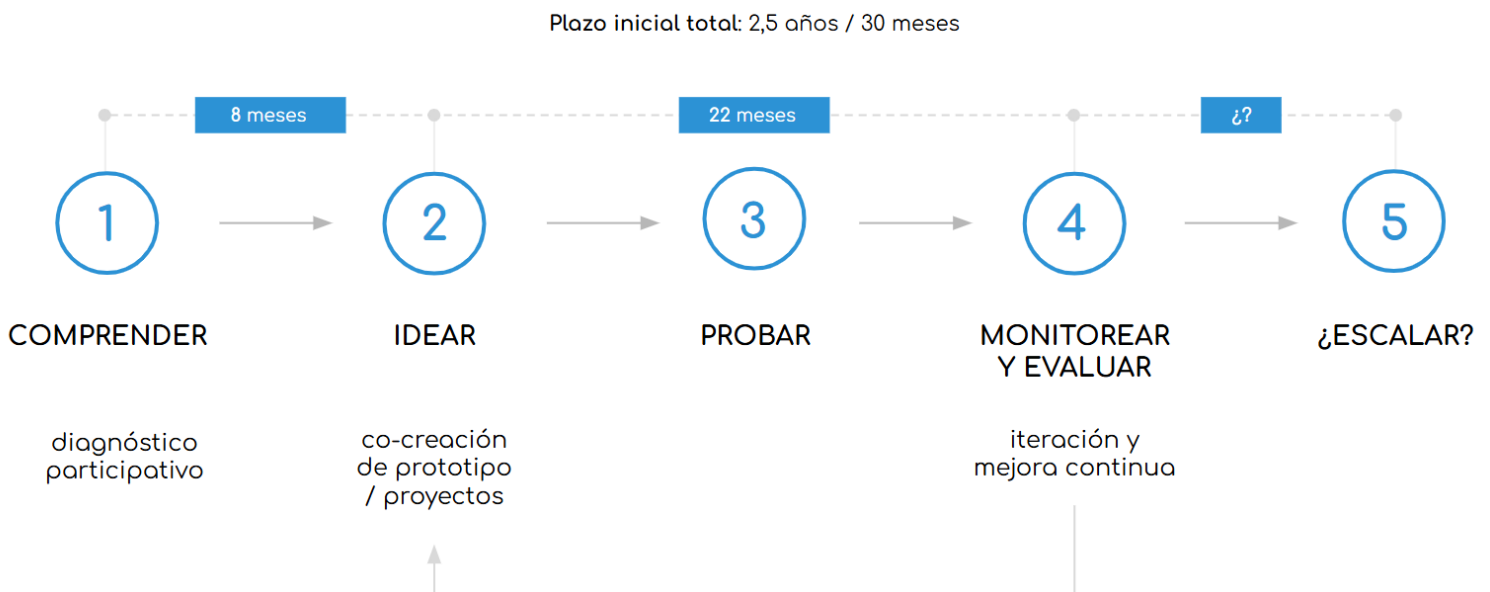 Plazo inicial total: 2,5 años / 30 meses
8 meses
22 meses
¿?
1
2
3
4
5
COMPRENDER
IDEAR
PROBAR
MONITOREAR
Y EVALUAR
¿ESCALAR?
diagnóstico
participativo
co-creación
de prototipo
/ proyectos
iteración y
mejora continua